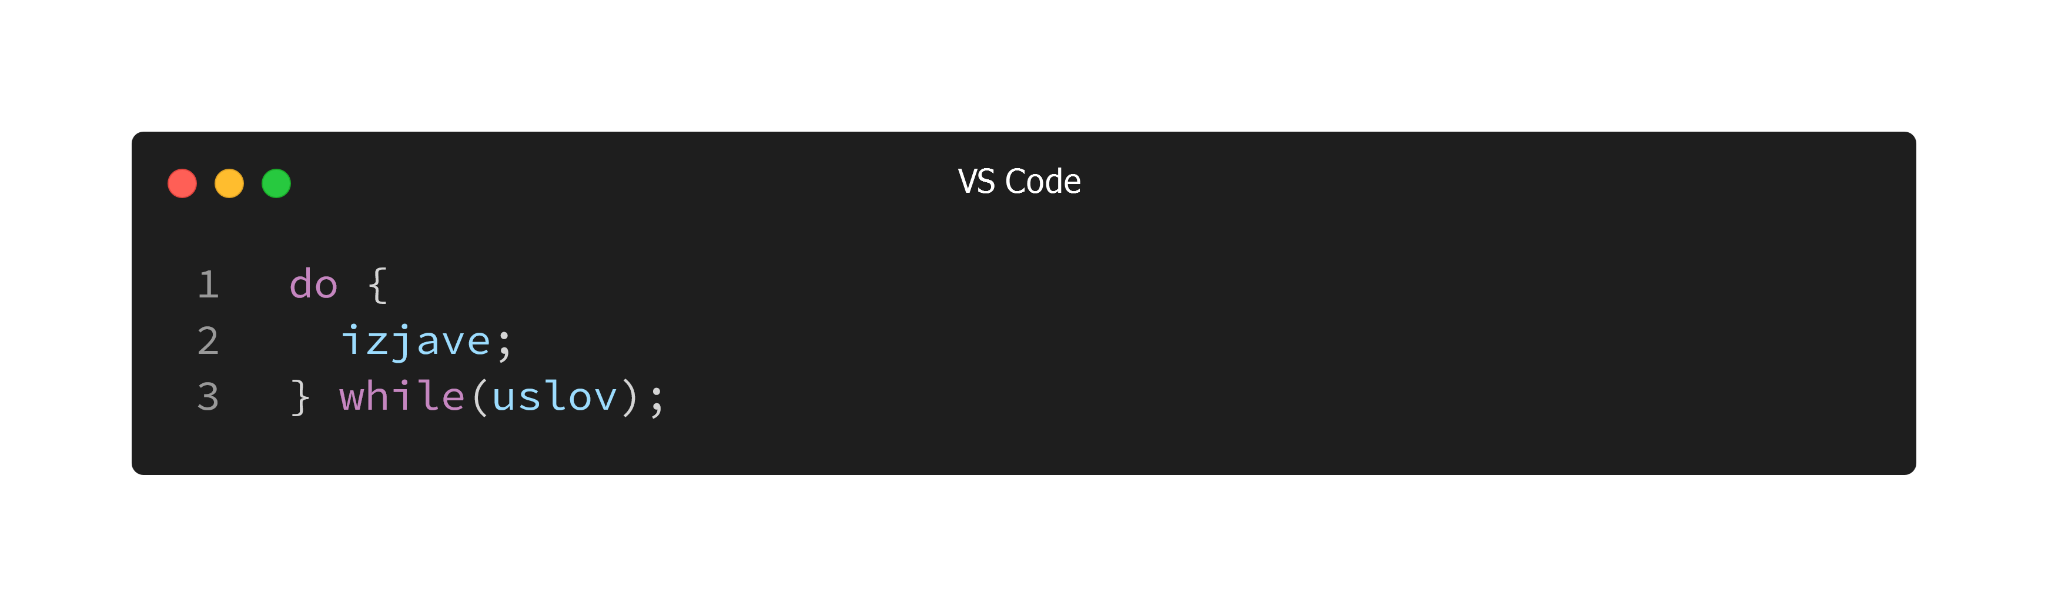 VS Code
1 do {
2   izjave;
3 } while(uslov);